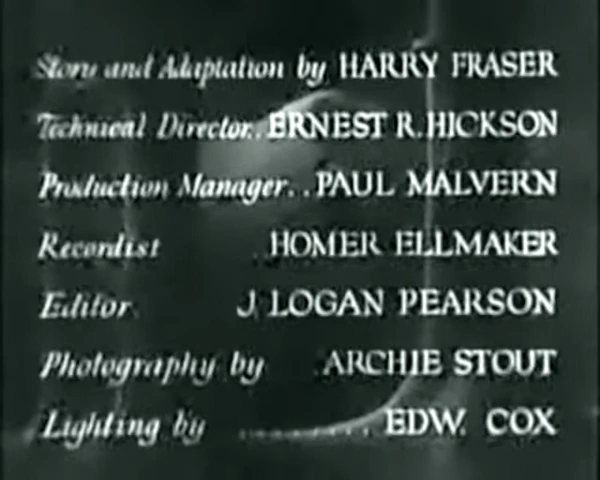 Story and Adaptation by HARRY FRASER
Technical Director..ERNEST R. HICKSON
Production Manager...PAUL MALVERN
Recordist ..HOMER ELLMAKER
Editor. J. LOGAN PEARSON
Photography by .ARCHIE STOUT
Lighting by .......... EDW. COX